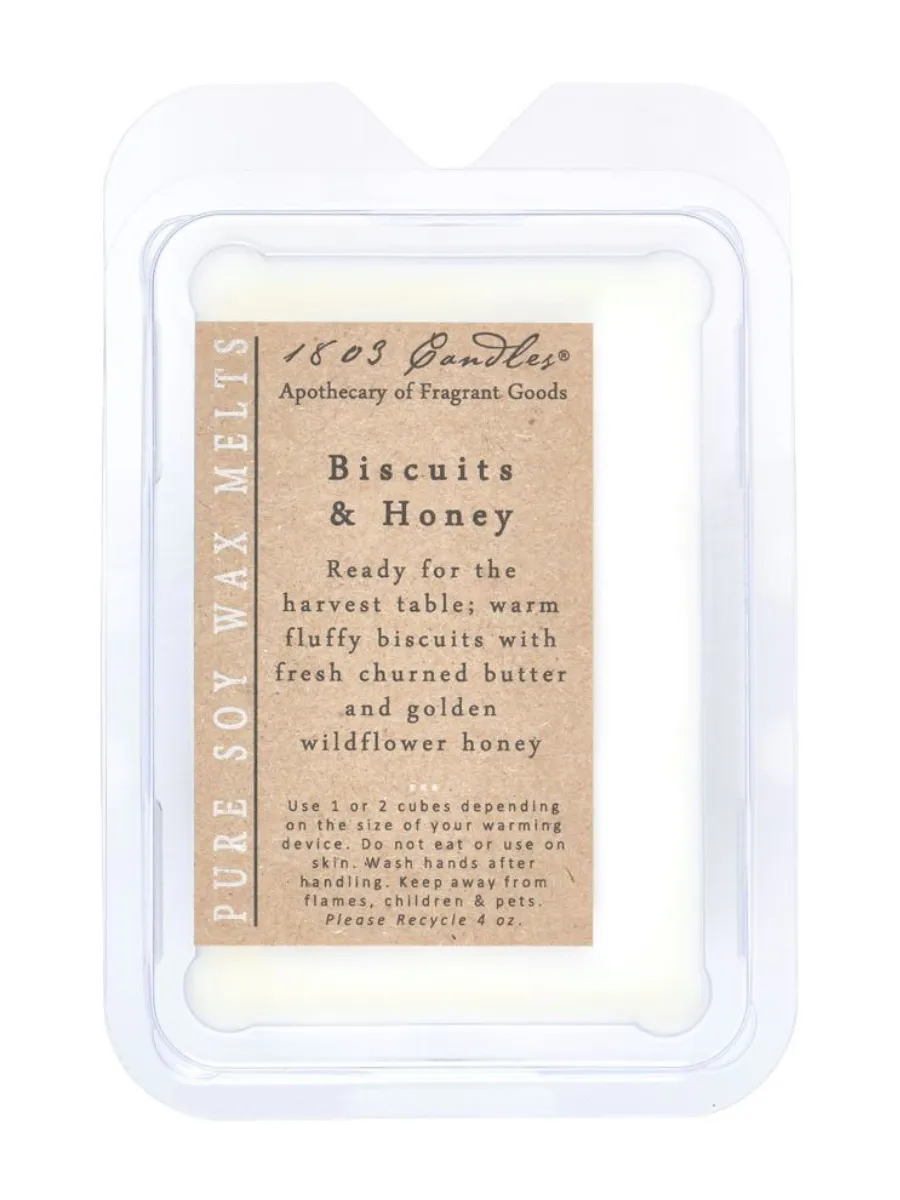 PURE SOY WAX MELTS
1803 Candles®
Apothecary of Fragrant Goods
Biscuits
& Honey
Ready for the
harvest table; warm
fluffy biscuits with
fresh churned butter
and golden
wildflower honey
Use 1 or 2 cubes depending
on the size of your warming
device. Do not eat or use on
skin. Wash hands after
handling. Keep away from
flames, children & pets.
Please Recycle 4 oz.